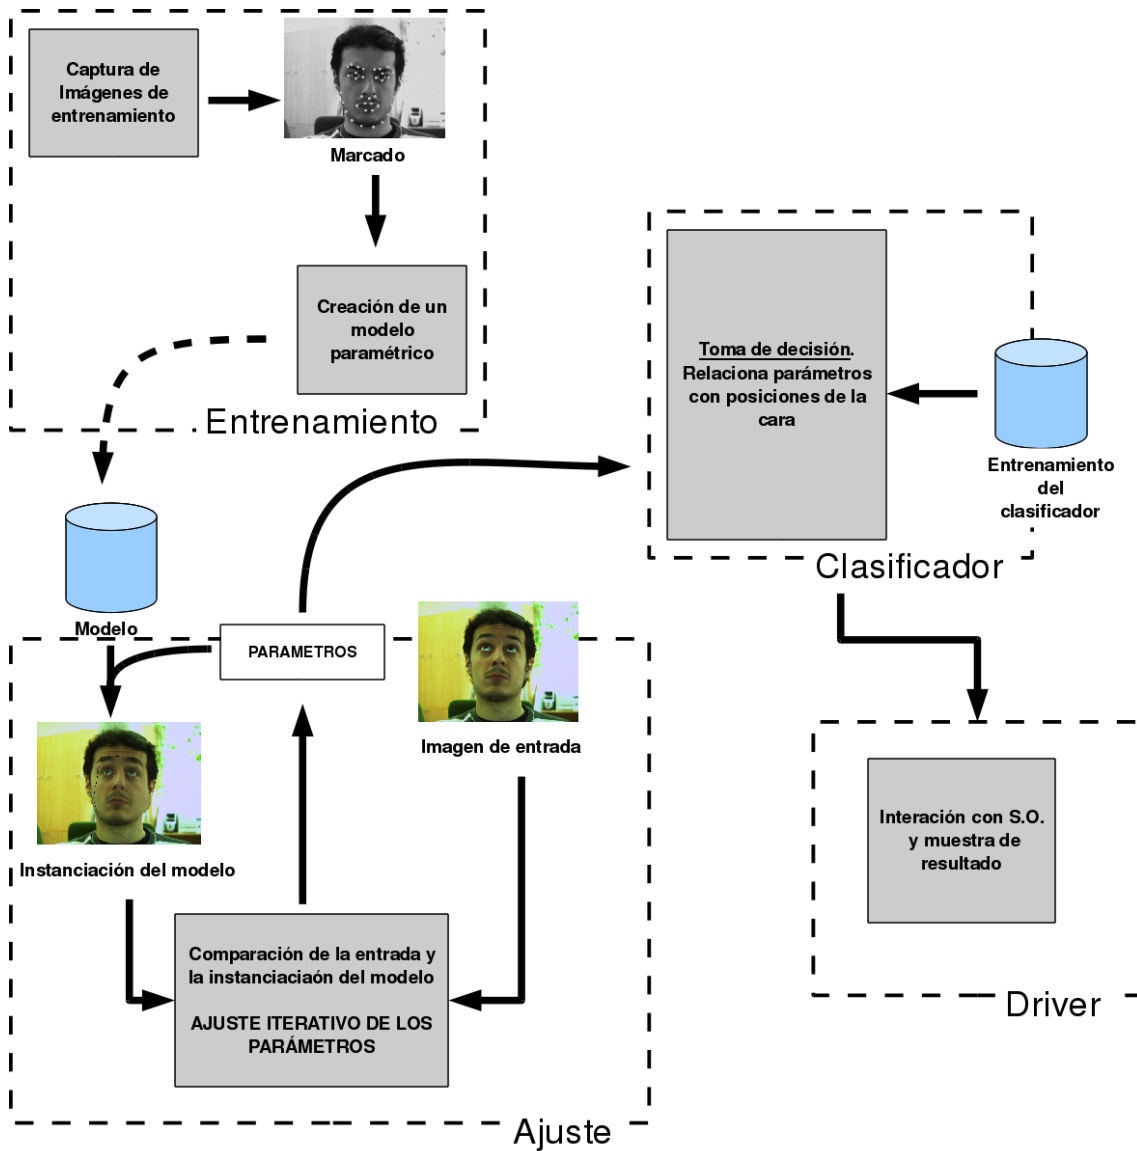 Captura de
Imágenes de
entrenamiento
Marcado
Creación de un
modelo
paramétrico
Entrenamiento
Toma de decisión.
Relaciona parámetros
con posiciones de la
cara
Entrenamiento
del
clasificador
Clasificador
Modelo
PARAMETROS
Imagen de entrada
Instanciación del modelo
Comparación de la entrada y
la instanciaciaón del modelo
AJUSTE ITERATIVO DE LOS
PARÁMETROS
Ajuste
Interación con S.O.
y muestra de
resultado
Driver